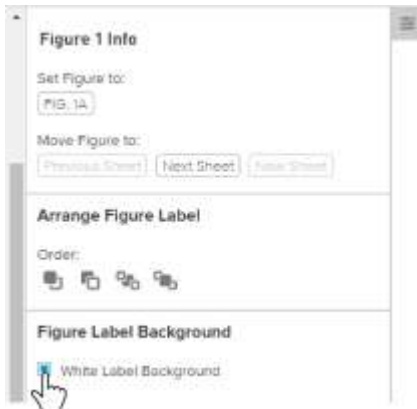 Figure 1 Info
Set Figure to:
FIG. 1A
Move Figure to:
Previous Sheet Next Sheet New Sheet
Arrange Figure Label
Order:
Figure Label Background
White Label Background